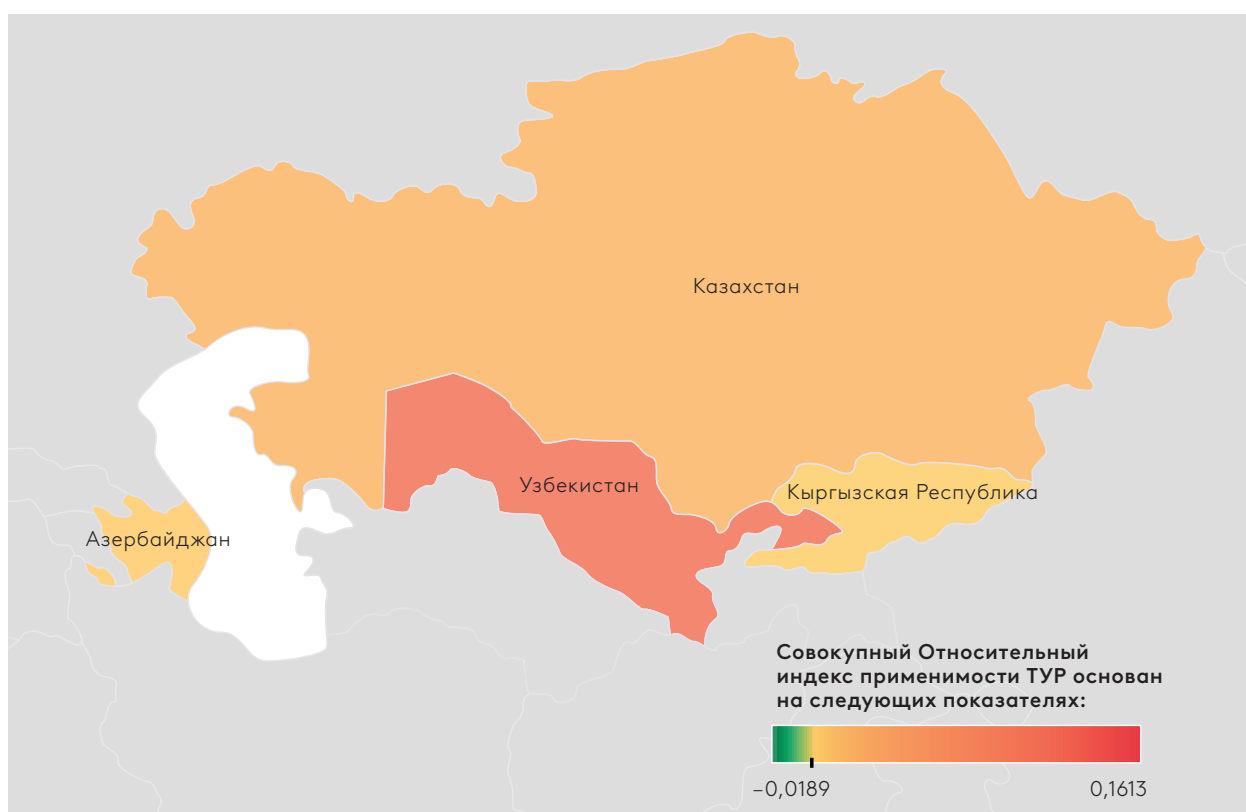 Казахстан
Узбекистан
Кыргызская Республика
Азербайджан
Совокупный Относительный
индекс применимости ТУР основан
на следующих показателях:
−0,0189
0,1613